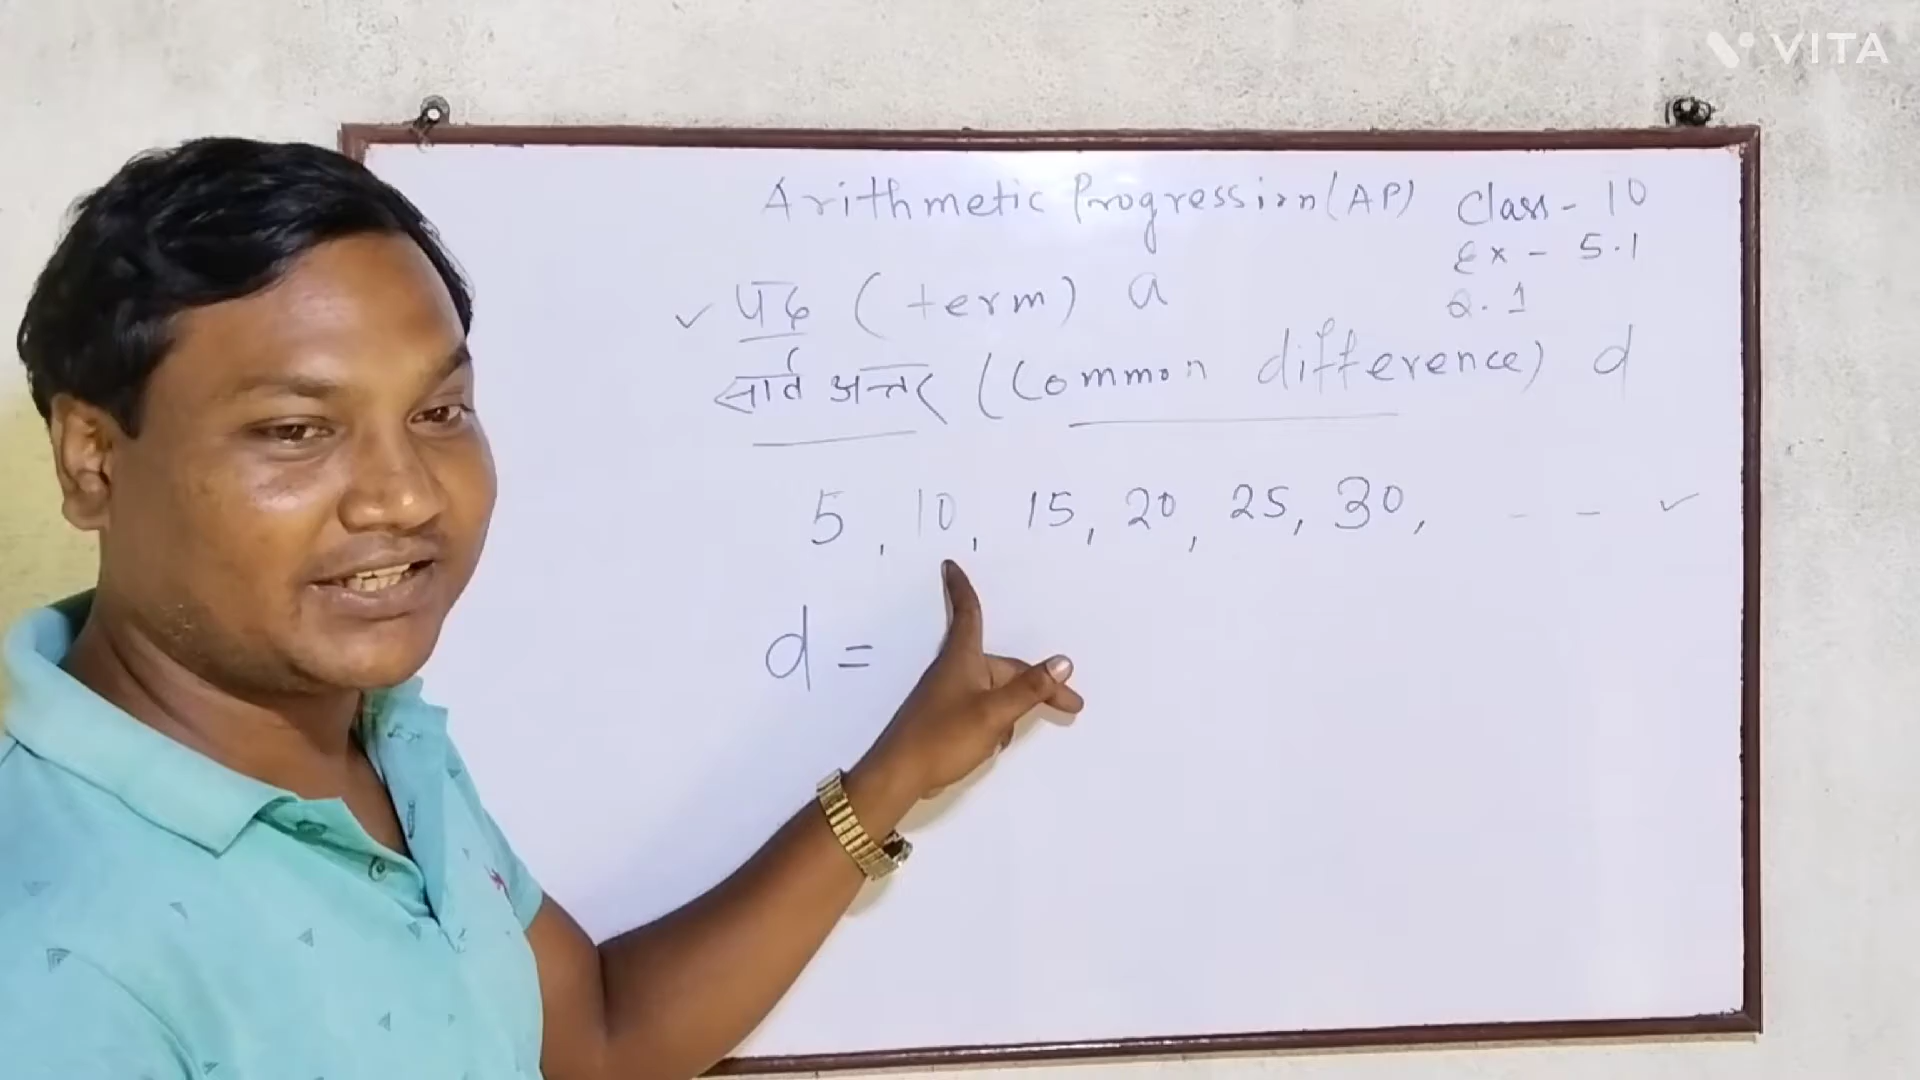 VITA
Arithmetic Progression (AP) Class - 10
Ex - 5.1
Q. 1
✓ पद (term) a
सार्व अन्तर (Common difference) d
5, 10, 15, 20, 25, 30, - - ✓
d =